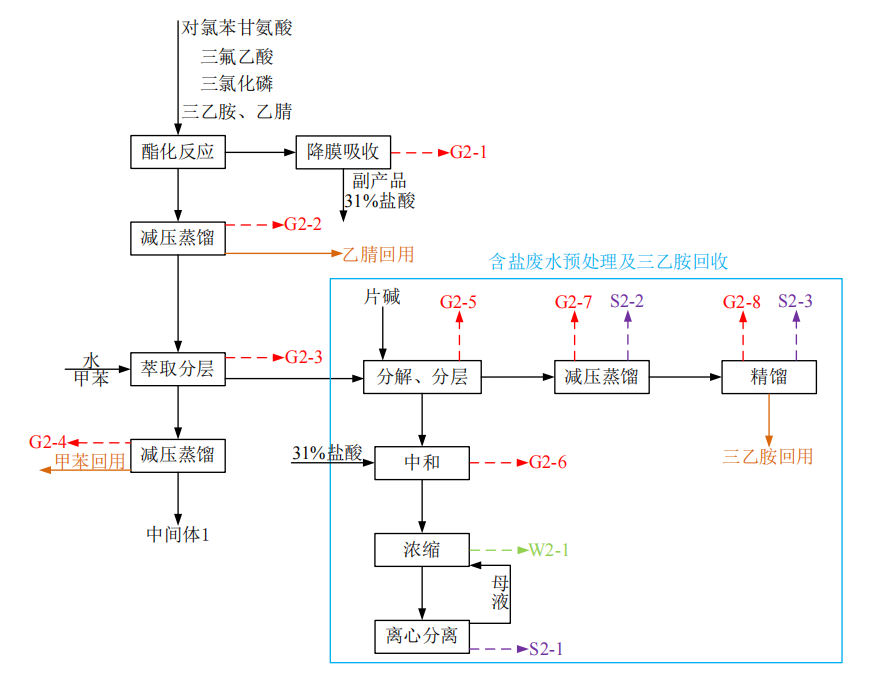 对氯苯甘氨酸
三氟乙酸
三氯化磷
三乙胺、乙腈
酯化反应
降膜吸收
G2-1
副产品
31%盐酸
减压蒸馏
G2-2
乙腈回用
含盐废水预处理及三乙胺回收
片碱
G2-5
G2-7
S2-2
G2-8
S2-3
水
甲苯
萃取分层
G2-3
分解、分层
减压蒸馏
精馏
G2-4
甲苯回用
减压蒸馏
31%盐酸
中和
G2-6
三乙胺回用
中间体1
浓缩
W2-1
母
液
离心分离
S2-1